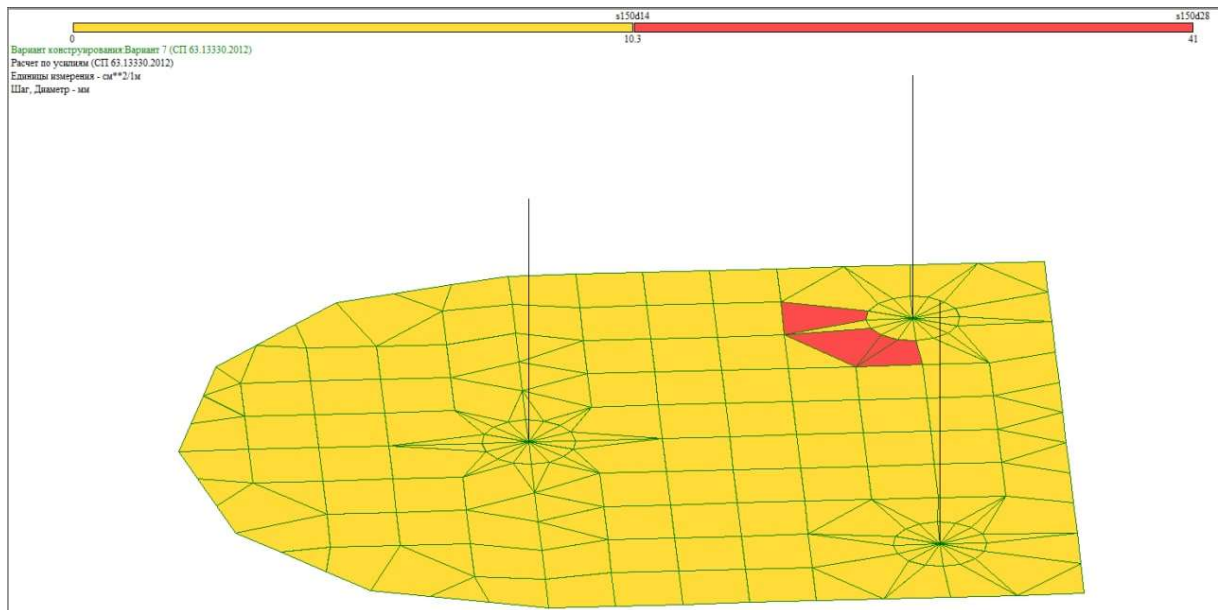 s150d14 s150d28
0 10.3 41
Вариант конструирования:Вариант 7 (СП 63.13330.2012)
Расчет по усилиям (СП 63.13330.2012)
Единицы измерения - см**2/1м
Шаг, Диаметр - мм